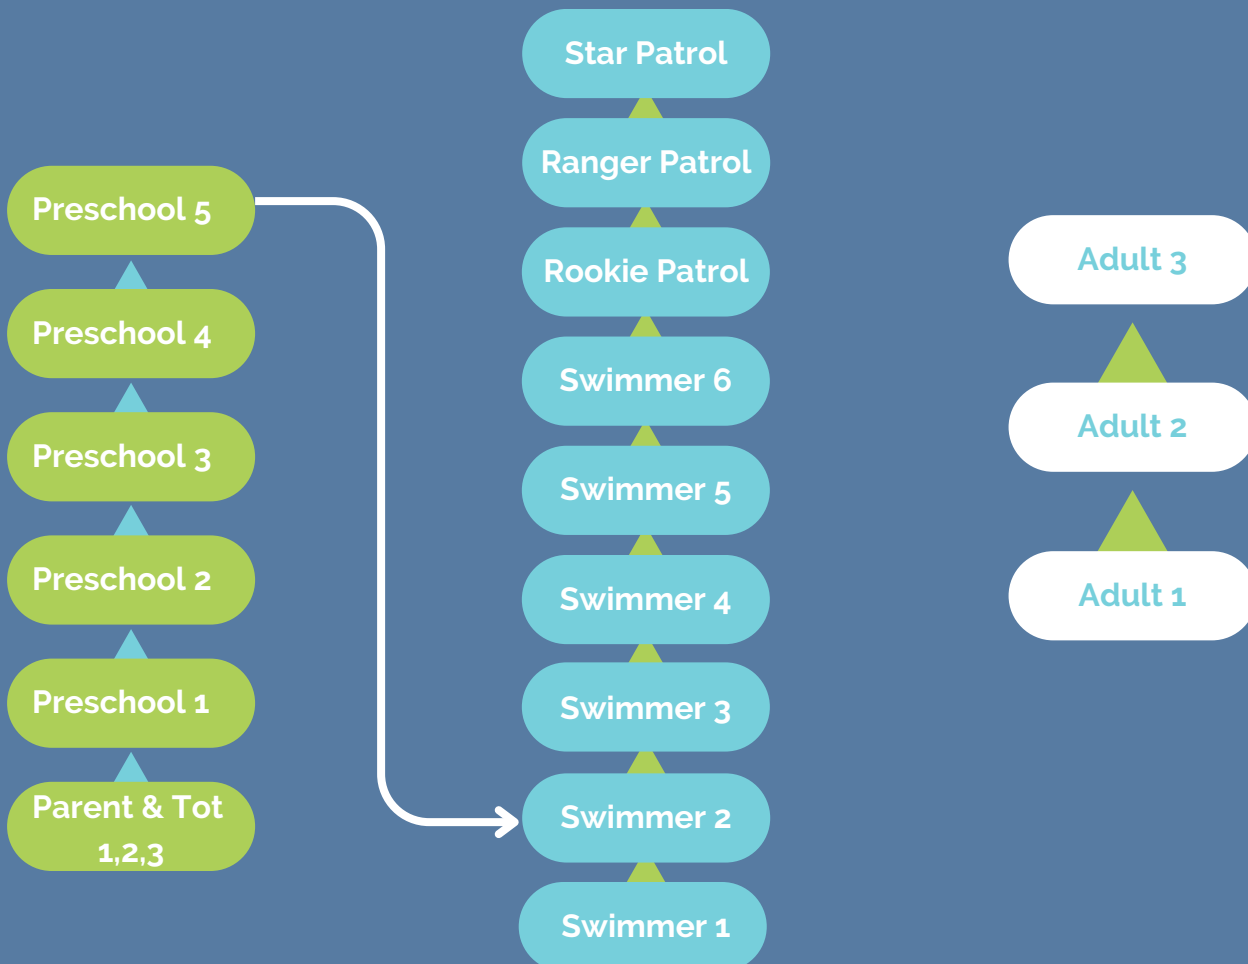 Preschool 5
Preschool 4
Preschool 3
Preschool 2
Preschool 1
Parent & Tot
1,2,3
Star Patrol
Ranger Patrol
Rookie Patrol
Swimmer 6
Swimmer 5
Swimmer 4
Swimmer 3
Swimmer 2
Swimmer 1
Adult 3
Adult 2
Adult 1